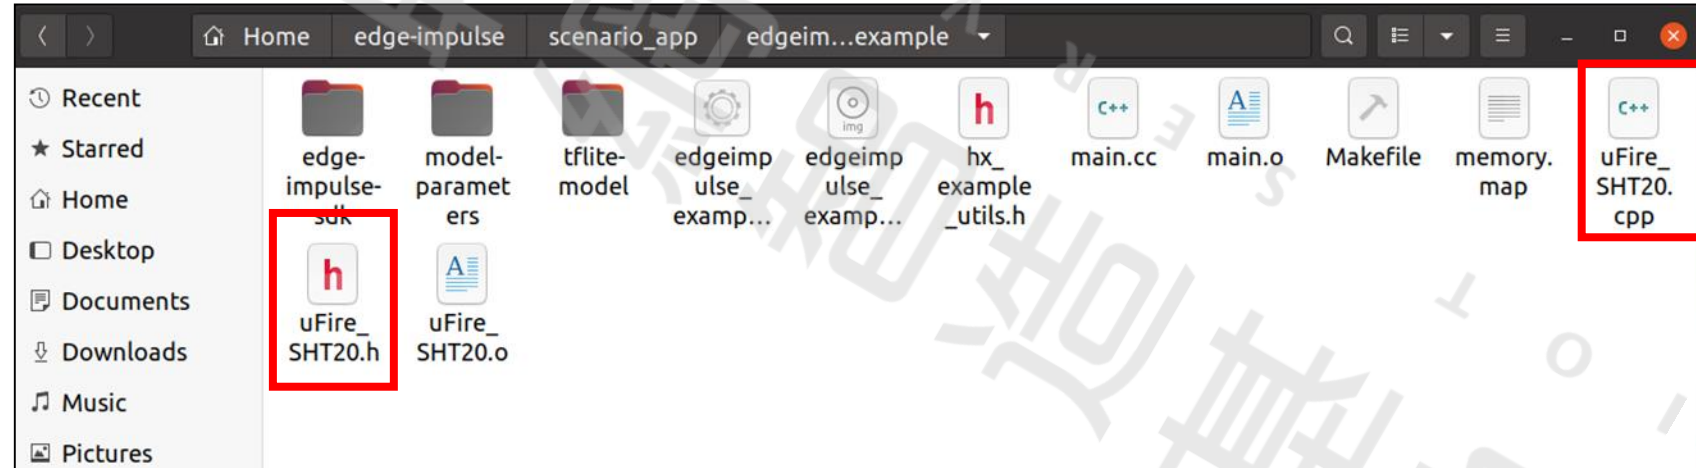 Home edge-impulse scenario_app edgeim...example
Recent
Starred
Home
Desktop
Documents
Downloads
Music
Pictures
edge-
impulse-
sdk
model-
paramet
ers
tflite-
model
edgeimp
ulse_
examp...
img
edgeimp
ulse_
examp...
h
hx_
example
_utils.h
C++
main.cc
A
main.o
Makefile
memory.
map
C++
uFire_
SHT20.
cpp
h
uFire_
SHT20.h
A
uFire_
SHT20.o